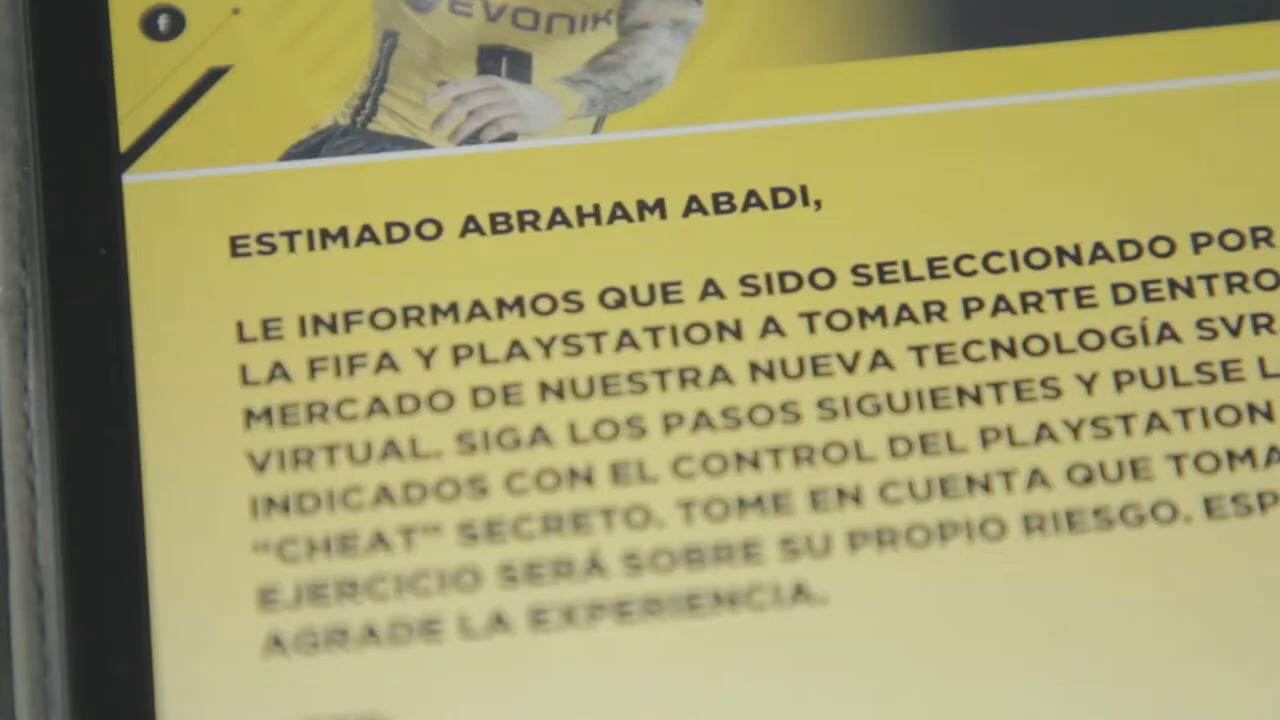 f
EVONIK
ESTIMADO ABRAHAM ABADI,
LE INFORMAMOS QUE A SIDO SELECCIONADO POR
LA FIFA Y PLAYSTATION A TOMAR PARTE DENTRO
MERCADO DE NUESTRA NUEVA TECNOLOGÍA SVR
VIRTUAL. SIGA LOS PASOS SIGUIENTES Y PULSE L
INDICADOS CON EL CONTROL DEL PLAYSTATION
"CHEAT" SECRETO. TOME EN CUENTA QUE TOMA
EJERCICIO SERÁ SOBRE SU PROPIO RIESGO. ESP
AGRADE LA EXPERIENCIA.